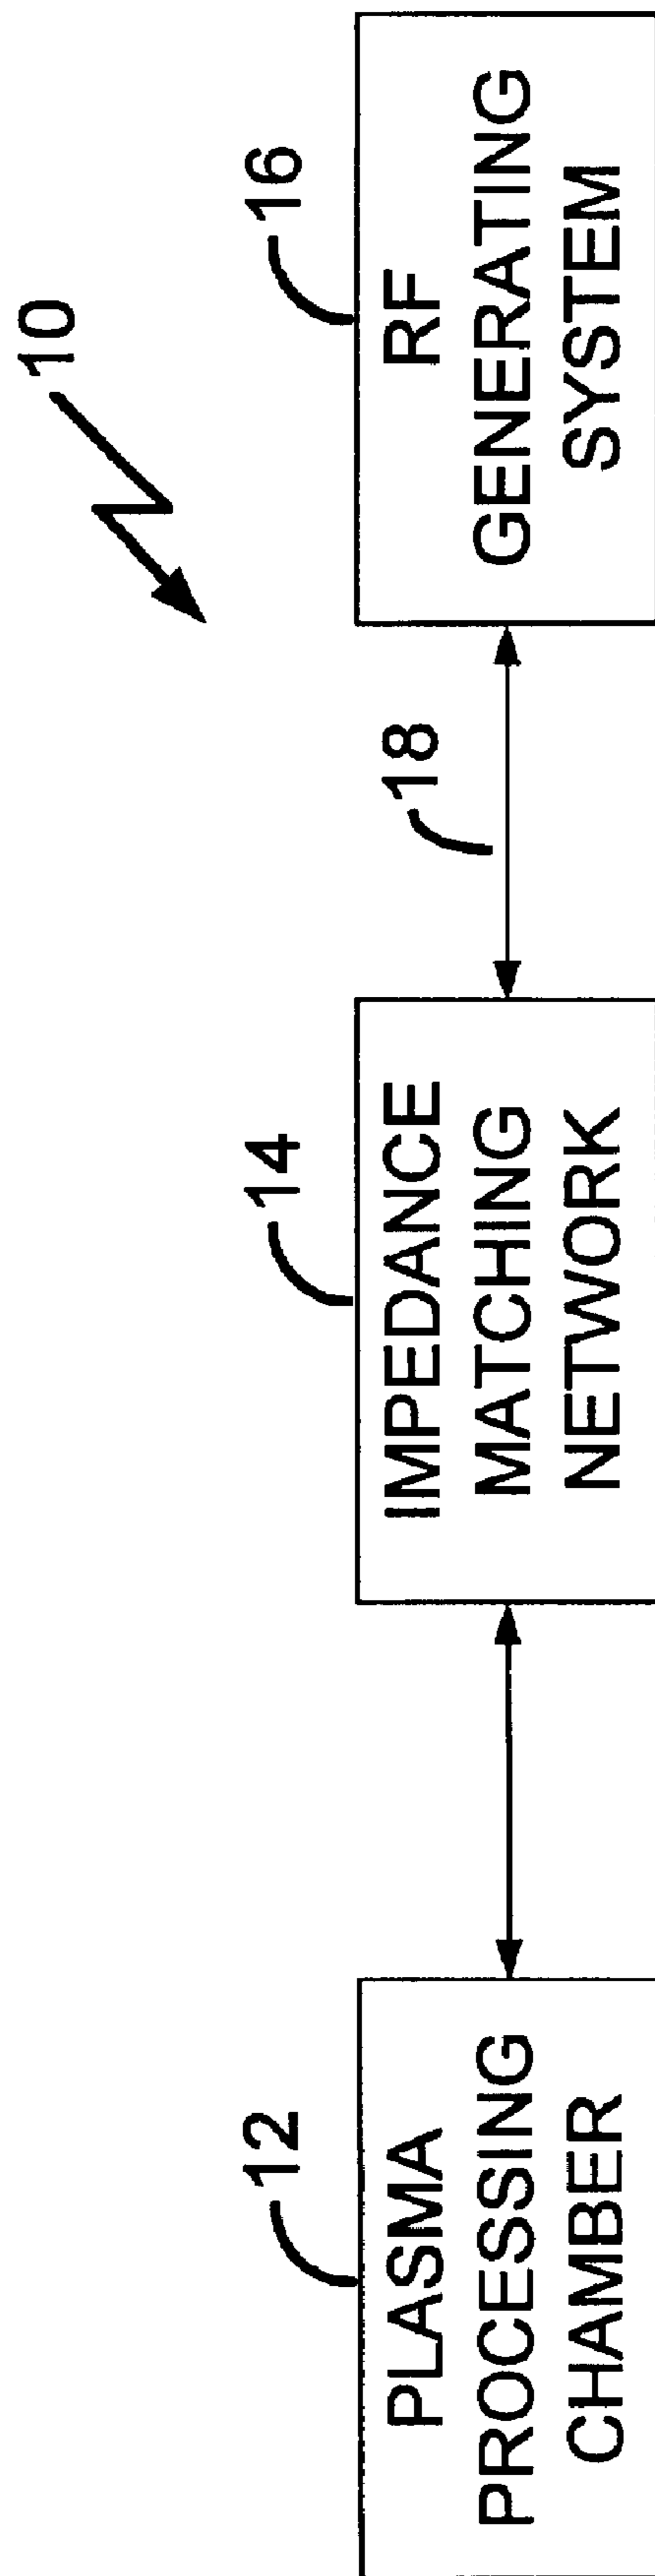 10
12
PLASMA
PROCESSING
CHAMBER
14
IMPEDANCE
MATCHING
NETWORK
18
16
RF
GENERATING
SYSTEM